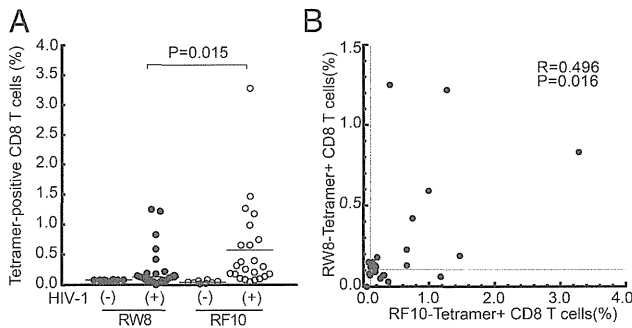 A
P=0.015
Tetramer-positive CD8 T cells (%)
4.0
3.5
3.0
2.5
2.0
1.5
1.0
0.5
0.0
HIV-1 (-) (+) (-) (+)
RW8 RF10
B
R=0.496
P=0.016
RW8-Tetramer+ CD8 T cells(%)
1.5
1.0
0.5
0.0
0.0 1.0 2.0 3.0 4.0
RF10-Tetramer+ CD8 T cells(%)